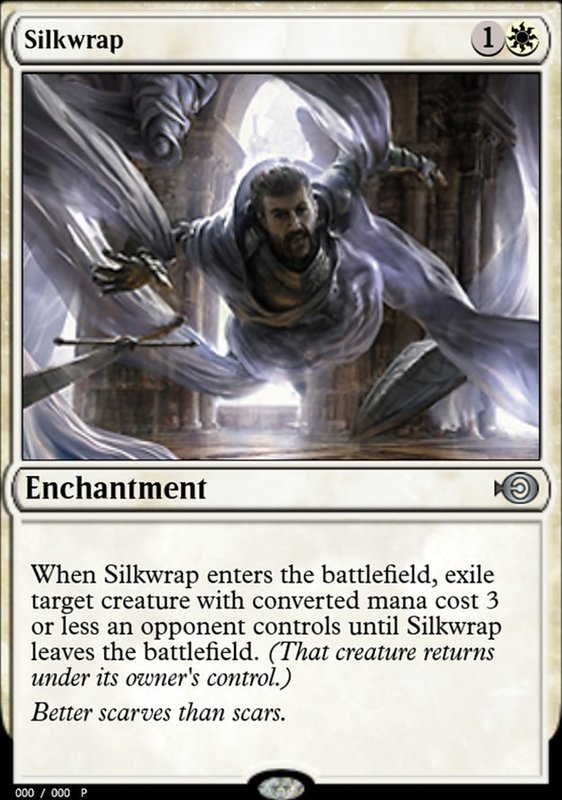 Silkwrap 1
Enchantment
When Silkwrap enters the battlefield, exile
target creature with converted mana cost 3
or less an opponent controls until Silkwrap
leaves the battlefield. (That creature returns
under its owner's control.)
Better scarves than scars.
000 / 000 P